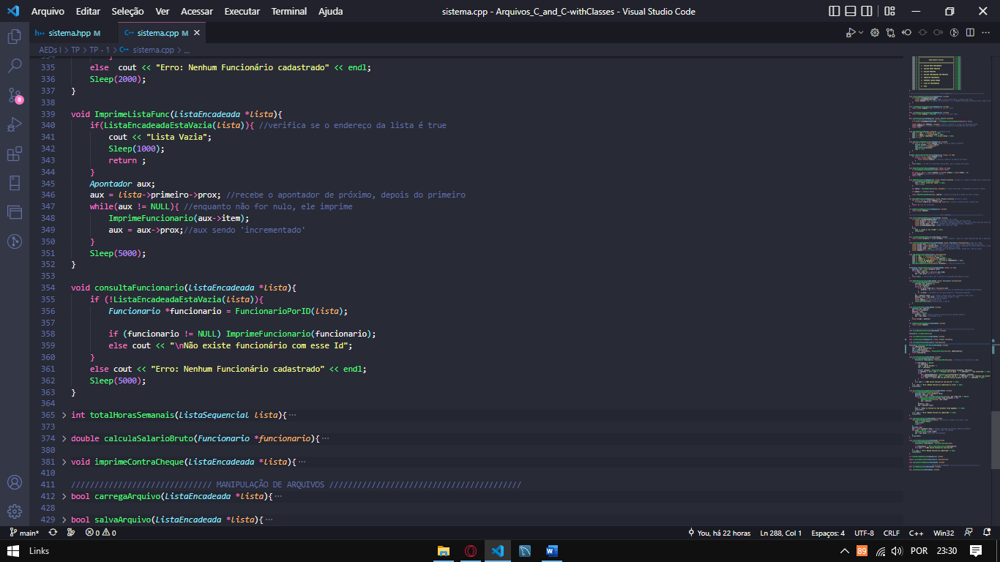 Arquivo Editar Seleção Ver Acessar Executar Terminal Ajuda
sistema.cpp - Arquivos_C_and_C-withClasses - Visual Studio Code
sistema.hpp M
sistema.cpp M
AEDs I > TP > TP - 1 > sistema.cpp > ...
334 }
335 else  cout << "Erro: Nenhum Funcionário cadastrado" << endl;
336 Sleep(2000);
337 }
338
339 void ImprimeListaFunc(ListaEncadeada *lista){
340 if(ListaEncadeadaEstaVazia(lista)){ //verifica se o endereço da lista é true
341 cout << "Lista Vazia";
342 Sleep(1000);
343 return ;
344 }
345 Apontador aux;
346 aux = lista->primeiro->prox; //recebe o apontador de próximo, depois do primeiro
347 while(aux != NULL){ //enquanto não for nulo, ele imprime
348 ImprimeFuncionario(aux->item);
349 aux = aux->prox;//aux sendo 'incrementado'
350 }
351 Sleep(5000);
352 }
353
354 void consultaFuncionario(ListaEncadeada *lista){
355 if (!ListaEncadeadaEstaVazia(lista)){
356 Funcionario *funcionario = FuncionarioPorID(lista);
357
358 if (funcionario != NULL) ImprimeFuncionario(funcionario);
359 else cout << "\nNão existe funcionário com esse Id";
360 }
361 else cout << "Erro: Nenhum Funcionário cadastrado" << endl;
362 Sleep(5000);
363 }
364
365 > int totalHorasSemanais(ListaSequencial lista){ ···
373
374 > double calculaSalarioBruto(Funcionario *funcionario){ ···
380
381 > void imprimeContraCheque(ListaEncadeada *lista){ ···
410
411 ////////////////////////////// MANIPULAÇÃO DE ARQUIVOS /////////////////////////////////////////
412 > bool carregaArquivo(ListaEncadeada *lista){ ···
428
429 > bool salvaArquivo(ListaEncadeada *lista){ ···
8
main* 0 0 You, há 22 horas Ln 288, Col 1 Espaços: 4 UTF-8 CRLF C++ Win32
Links 89 POR 23:30